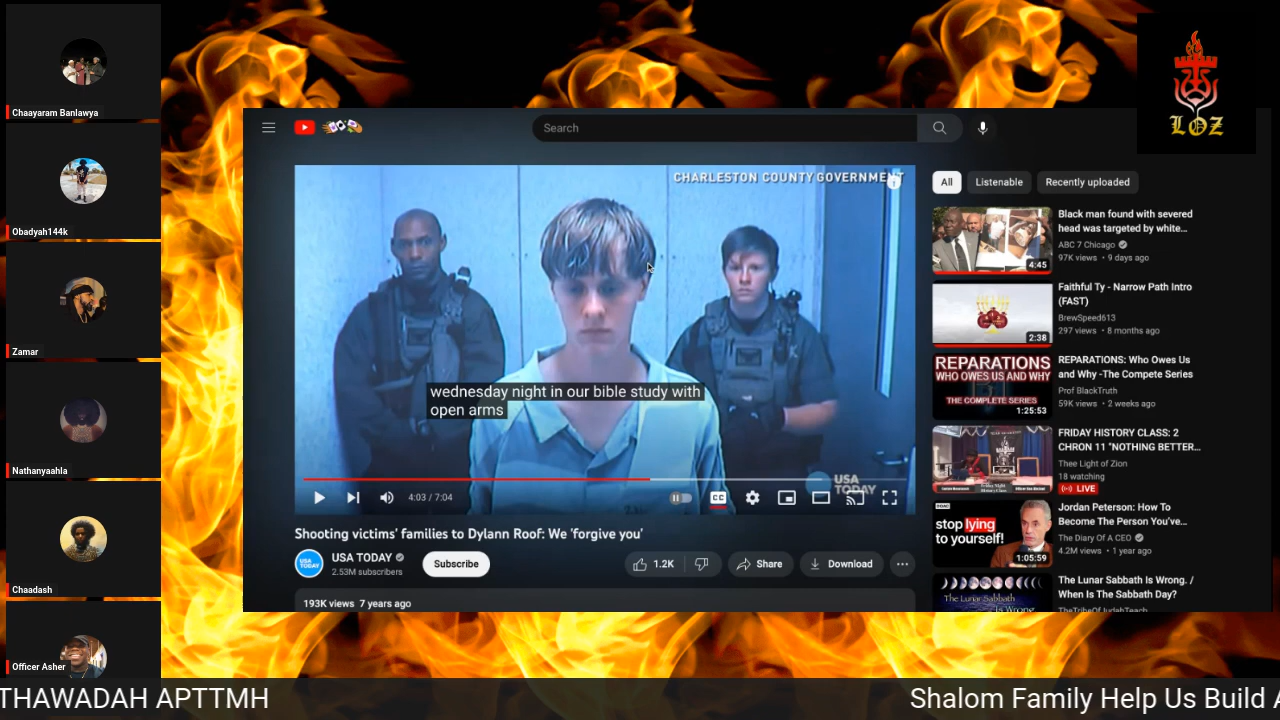 Chaayaram Banlawya
Obadyah144k
Zamar
Nathanyaahla
Chaadash
Officer Asher
LOZ
Search
CHARLESTON COUNTY GOVERNMENT
wednesday night in our bible study with
open arms
USA
TODAY
4:03 / 7:04
CC
Shooting victims' families to Dylann Roof: We 'forgive you'
USA TODAY
2.53M subscribers
Subscribe
1.2K
Share
Download
193K views 7 years ago
All
Listenable
Recently uploaded
4:45
Black man found with severed
head was targeted by white...
ABC 7 Chicago
97K views • 9 days ago
2:38
Faithful Ty - Narrow Path Intro
(FAST)
BrewSpeed613
297 views • 8 months ago
REPARATIONS
WHO OWES US AND WHY
THE COMPLETE SERIES
1:25:53
REPARATIONS: Who Owes Us
and Why -The Compete Series
Prof BlackTruth
59K views • 2 weeks ago
FRIDAY HISTORY CLASS: 2
CHRON 11 "NOTHING BETTER...
Thee Light of Zion
18 watching
LIVE
stop lying
to yourself!
1:05:59
Jordan Peterson: How To
Become The Person You've...
The Diary Of A CEO
4.2M views • 1 year ago
The Lunar Sabbath
Is Wrong
The Lunar Sabbath Is Wrong. /
When Is The Sabbath Day?
TheTribeOfJudahTeach
THAWADAH APTTMH
Shalom Family Help Us Build A